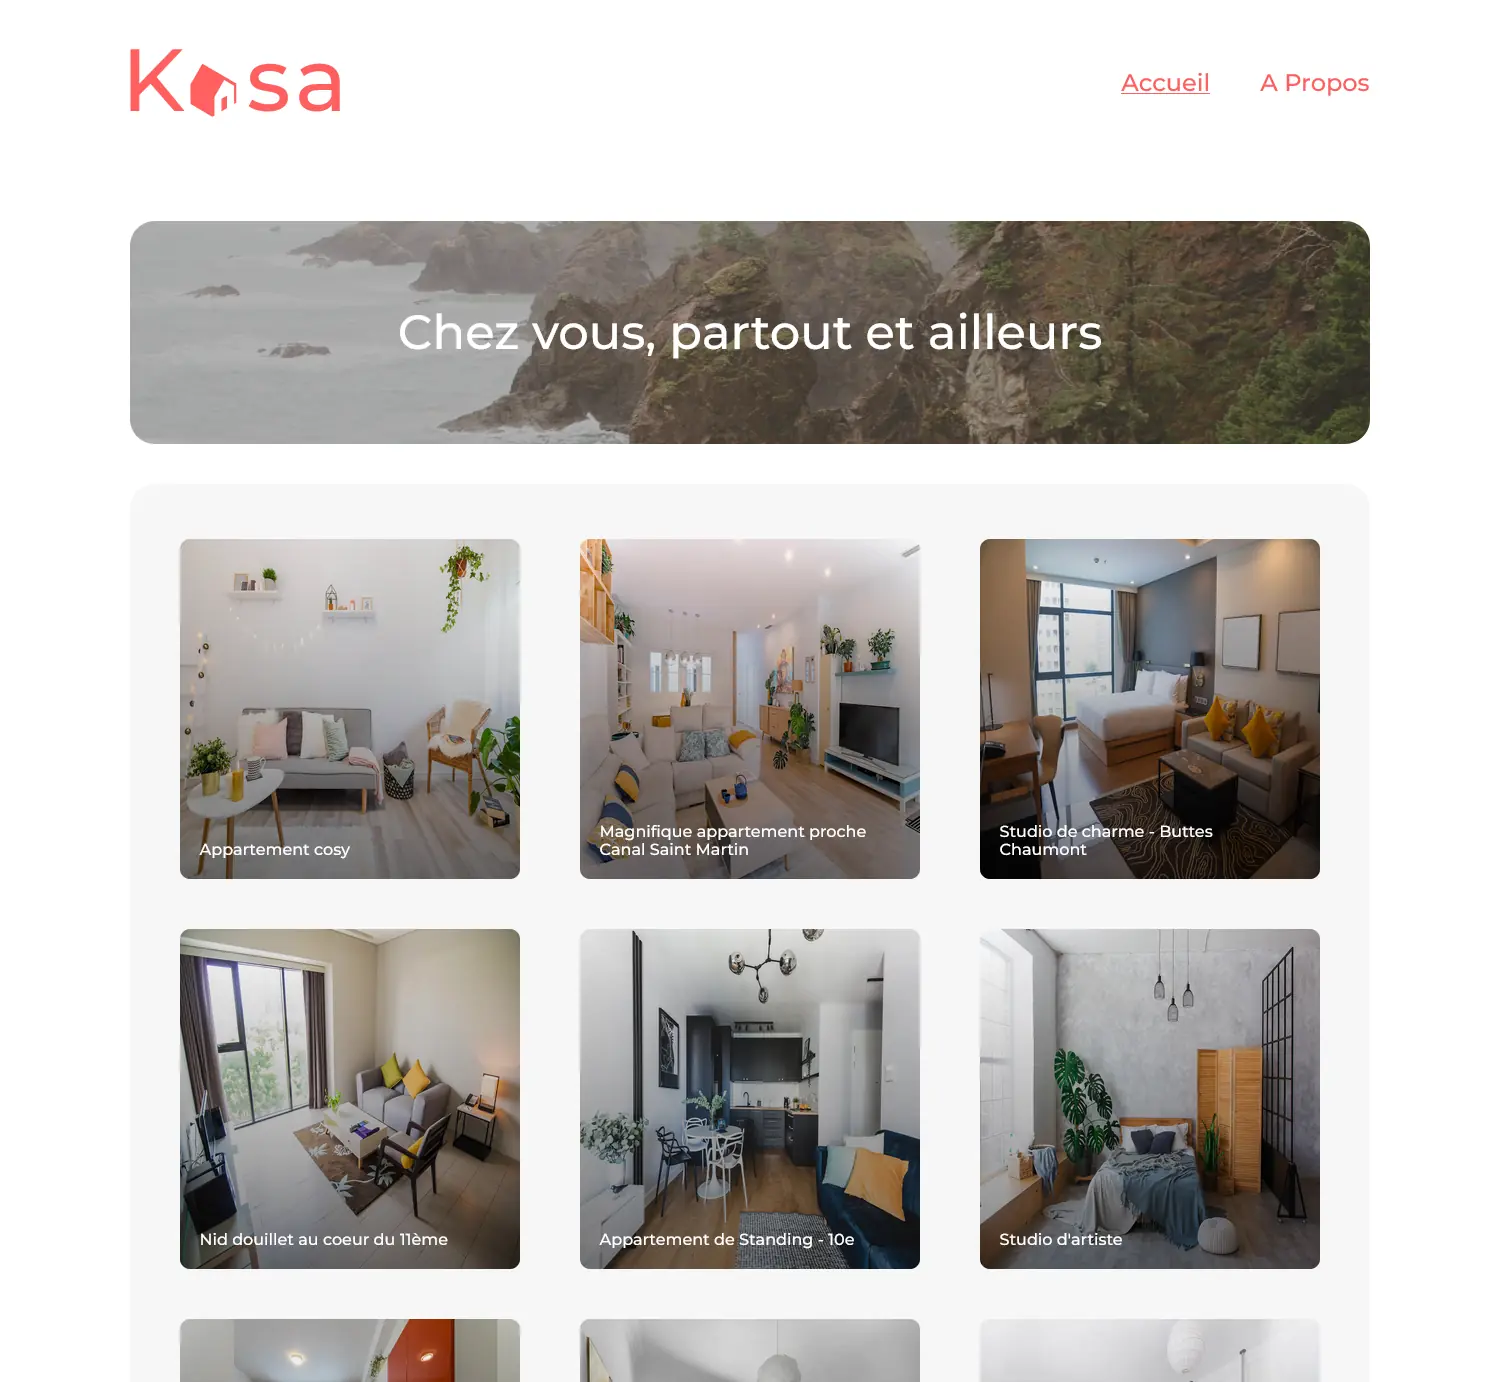 Kasa
Accueil
A Propos
Chez vous, partout et ailleurs
Appartement cosy
Magnifique appartement proche
Canal Saint Martin
Studio de charme - Buttes
Chaumont
Nid douillet au coeur du 11ème
Appartement de Standing - 10e
Studio d'artiste